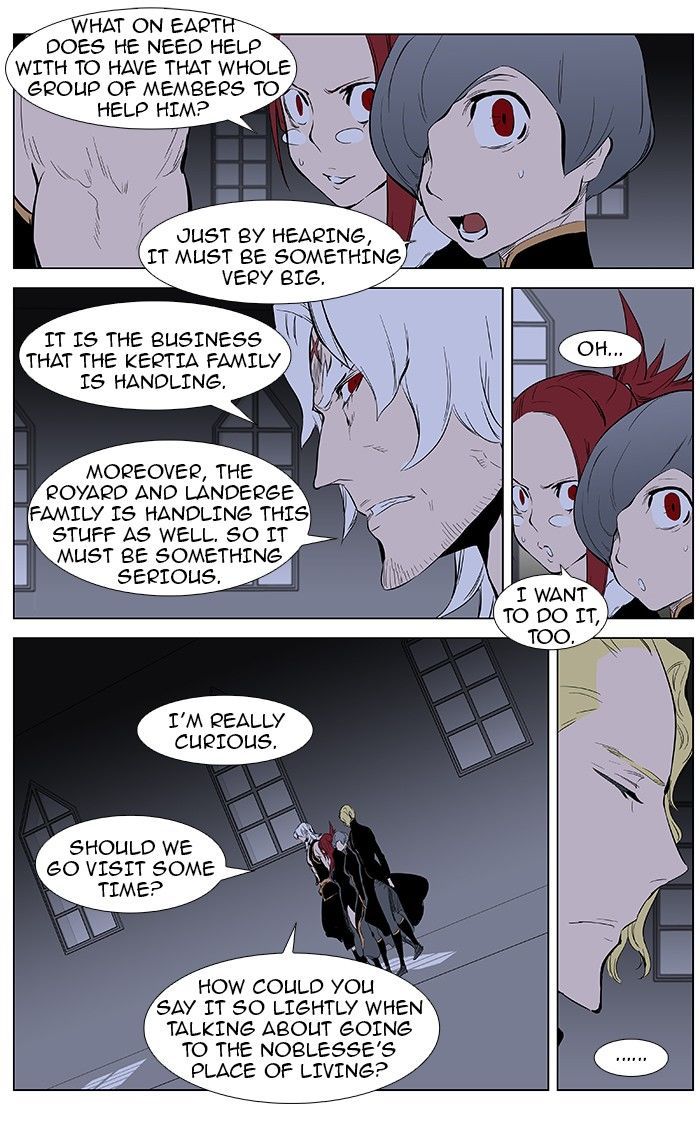 WHAT ON EARTH
DOES HE NEED HELP
WITH TO HAVE THAT WHOLE
GROUP OF MEMBERS TO
HELP HIM?
JUST BY HEARING,
IT MUST BE SOMETHING
VERY BIG.
IT IS THE BUSINESS
THAT THE KERTIA FAMILY
IS HANDLING.
MOREOVER, THE
ROYARD AND LANDERGE
FAMILY IS HANDLING THIS
STUFF AS WELL. SO IT
MUST BE SOMETHING
SERIOUS.
OH...
I WANT
TO DO IT,
TOO.
I'M REALLY
CURIOUS.
SHOULD WE
GO VISIT SOME
TIME?
HOW COULD YOU
SAY IT SO LIGHTLY WHEN
TALKING ABOUT GOING
TO THE NOBLESSE'S
PLACE OF LIVING?
......